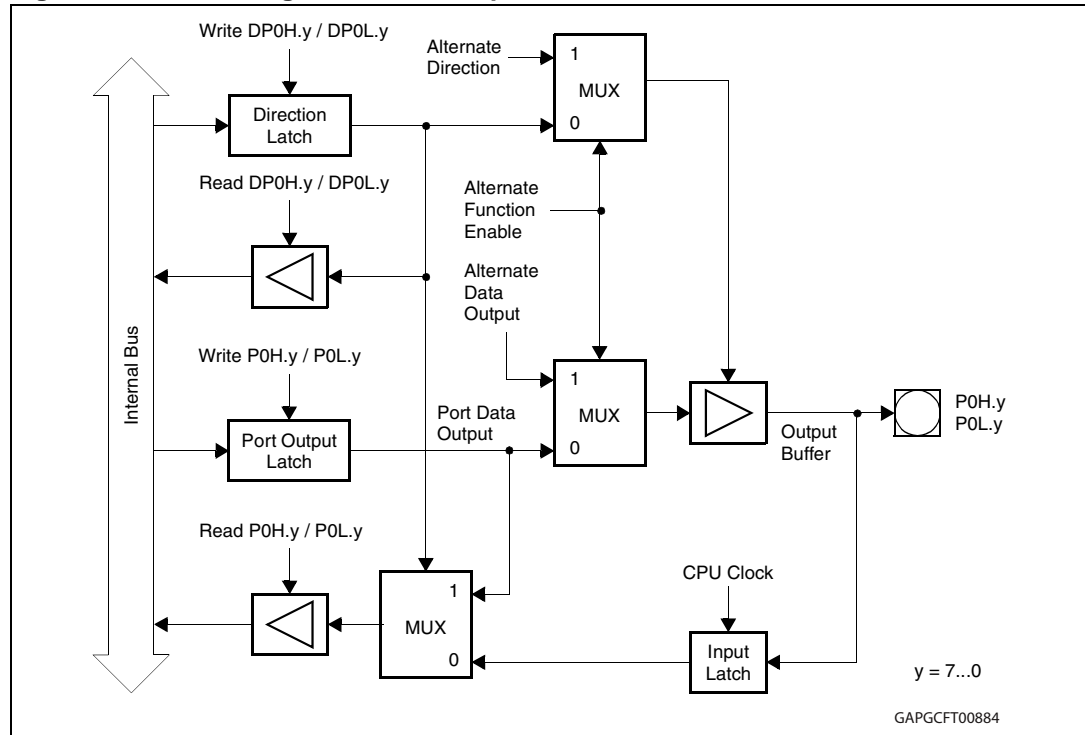 Write DP0H.y / DP0L.y
Alternate
Direction
1
MUX
0
Direction
Latch
Read DP0H.y / DP0L.y
Alternate
Function
Enable
Alternate
Data
Output
Internal Bus
Write P0H.y / P0L.y
1
MUX
0
Port Data
Output
Port Output
Latch
Output
Buffer
P0H.y
P0L.y
Read P0H.y / P0L.y
1
MUX
0
CPU Clock
Input
Latch
y = 7...0
GAPGCFT00884